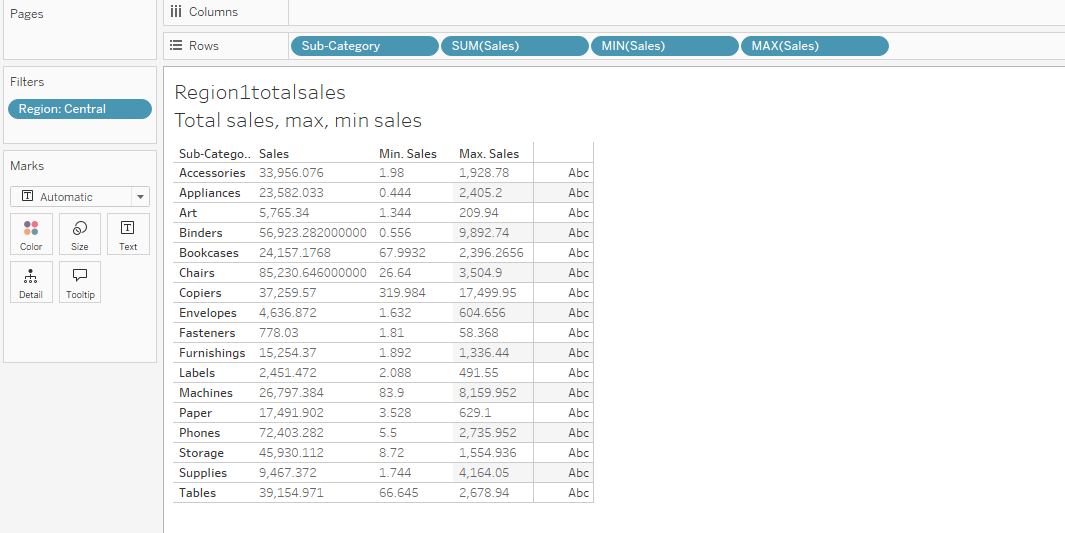 Pages
Columns
Rows Sub-Category SUM(Sales) MIN(Sales) MAX(Sales)
Filters
Region: Central
Marks
Automatic
Color Size Text
Detail Tooltip
Region1totalsales
Total sales, max, min sales
Sub-Catego.. Sales Min. Sales Max. Sales
Accessories 33,956.076 1.98 1,928.78 Abc
Appliances 23,582.033 0.444 2,405.2 Abc
Art 5,765.34 1.344 209.94 Abc
Binders 56,923.282000000 0.556 9,892.74 Abc
Bookcases 24,157.1768 67.9932 2,396.2656 Abc
Chairs 85,230.646000000 26.64 3,504.9 Abc
Copiers 37,259.57 319.984 17,499.95 Abc
Envelopes 4,636.872 1.632 604.656 Abc
Fasteners 778.03 1.81 58.368 Abc
Furnishings 15,254.37 1.892 1,336.44 Abc
Labels 2,451.472 2.088 491.55 Abc
Machines 26,797.384 83.9 8,159.952 Abc
Paper 17,491.902 3.528 629.1 Abc
Phones 72,403.282 5.5 2,735.952 Abc
Storage 45,930.112 8.72 1,554.936 Abc
Supplies 9,467.372 1.744 4,164.05 Abc
Tables 39,154.971 66.645 2,678.94 Abc